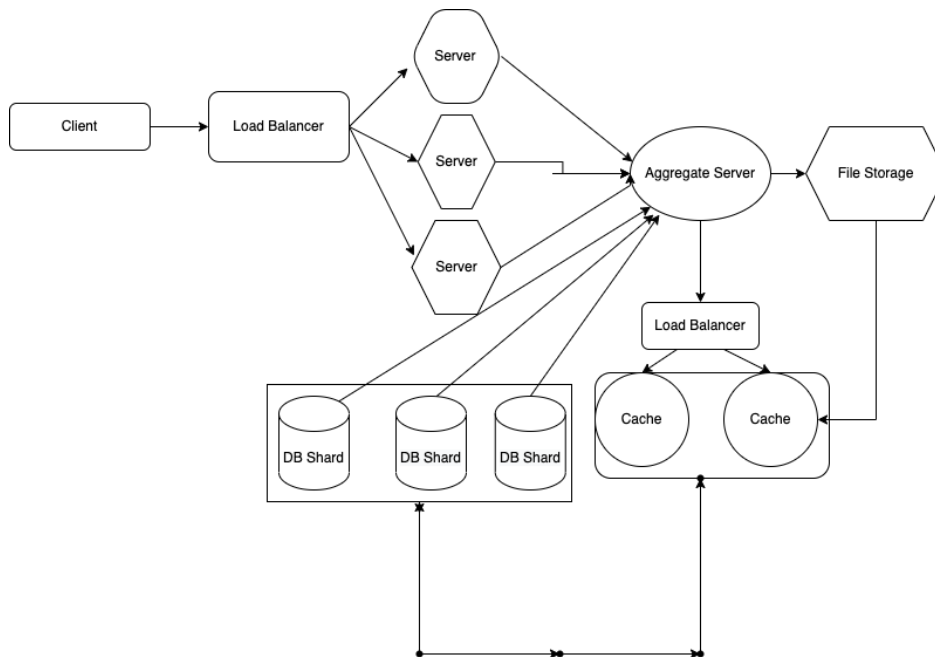 Server
Client
Load Balancer
Server
Aggregate Server
File Storage
Server
Load Balancer
Cache
Cache
DB Shard
DB Shard
DB Shard